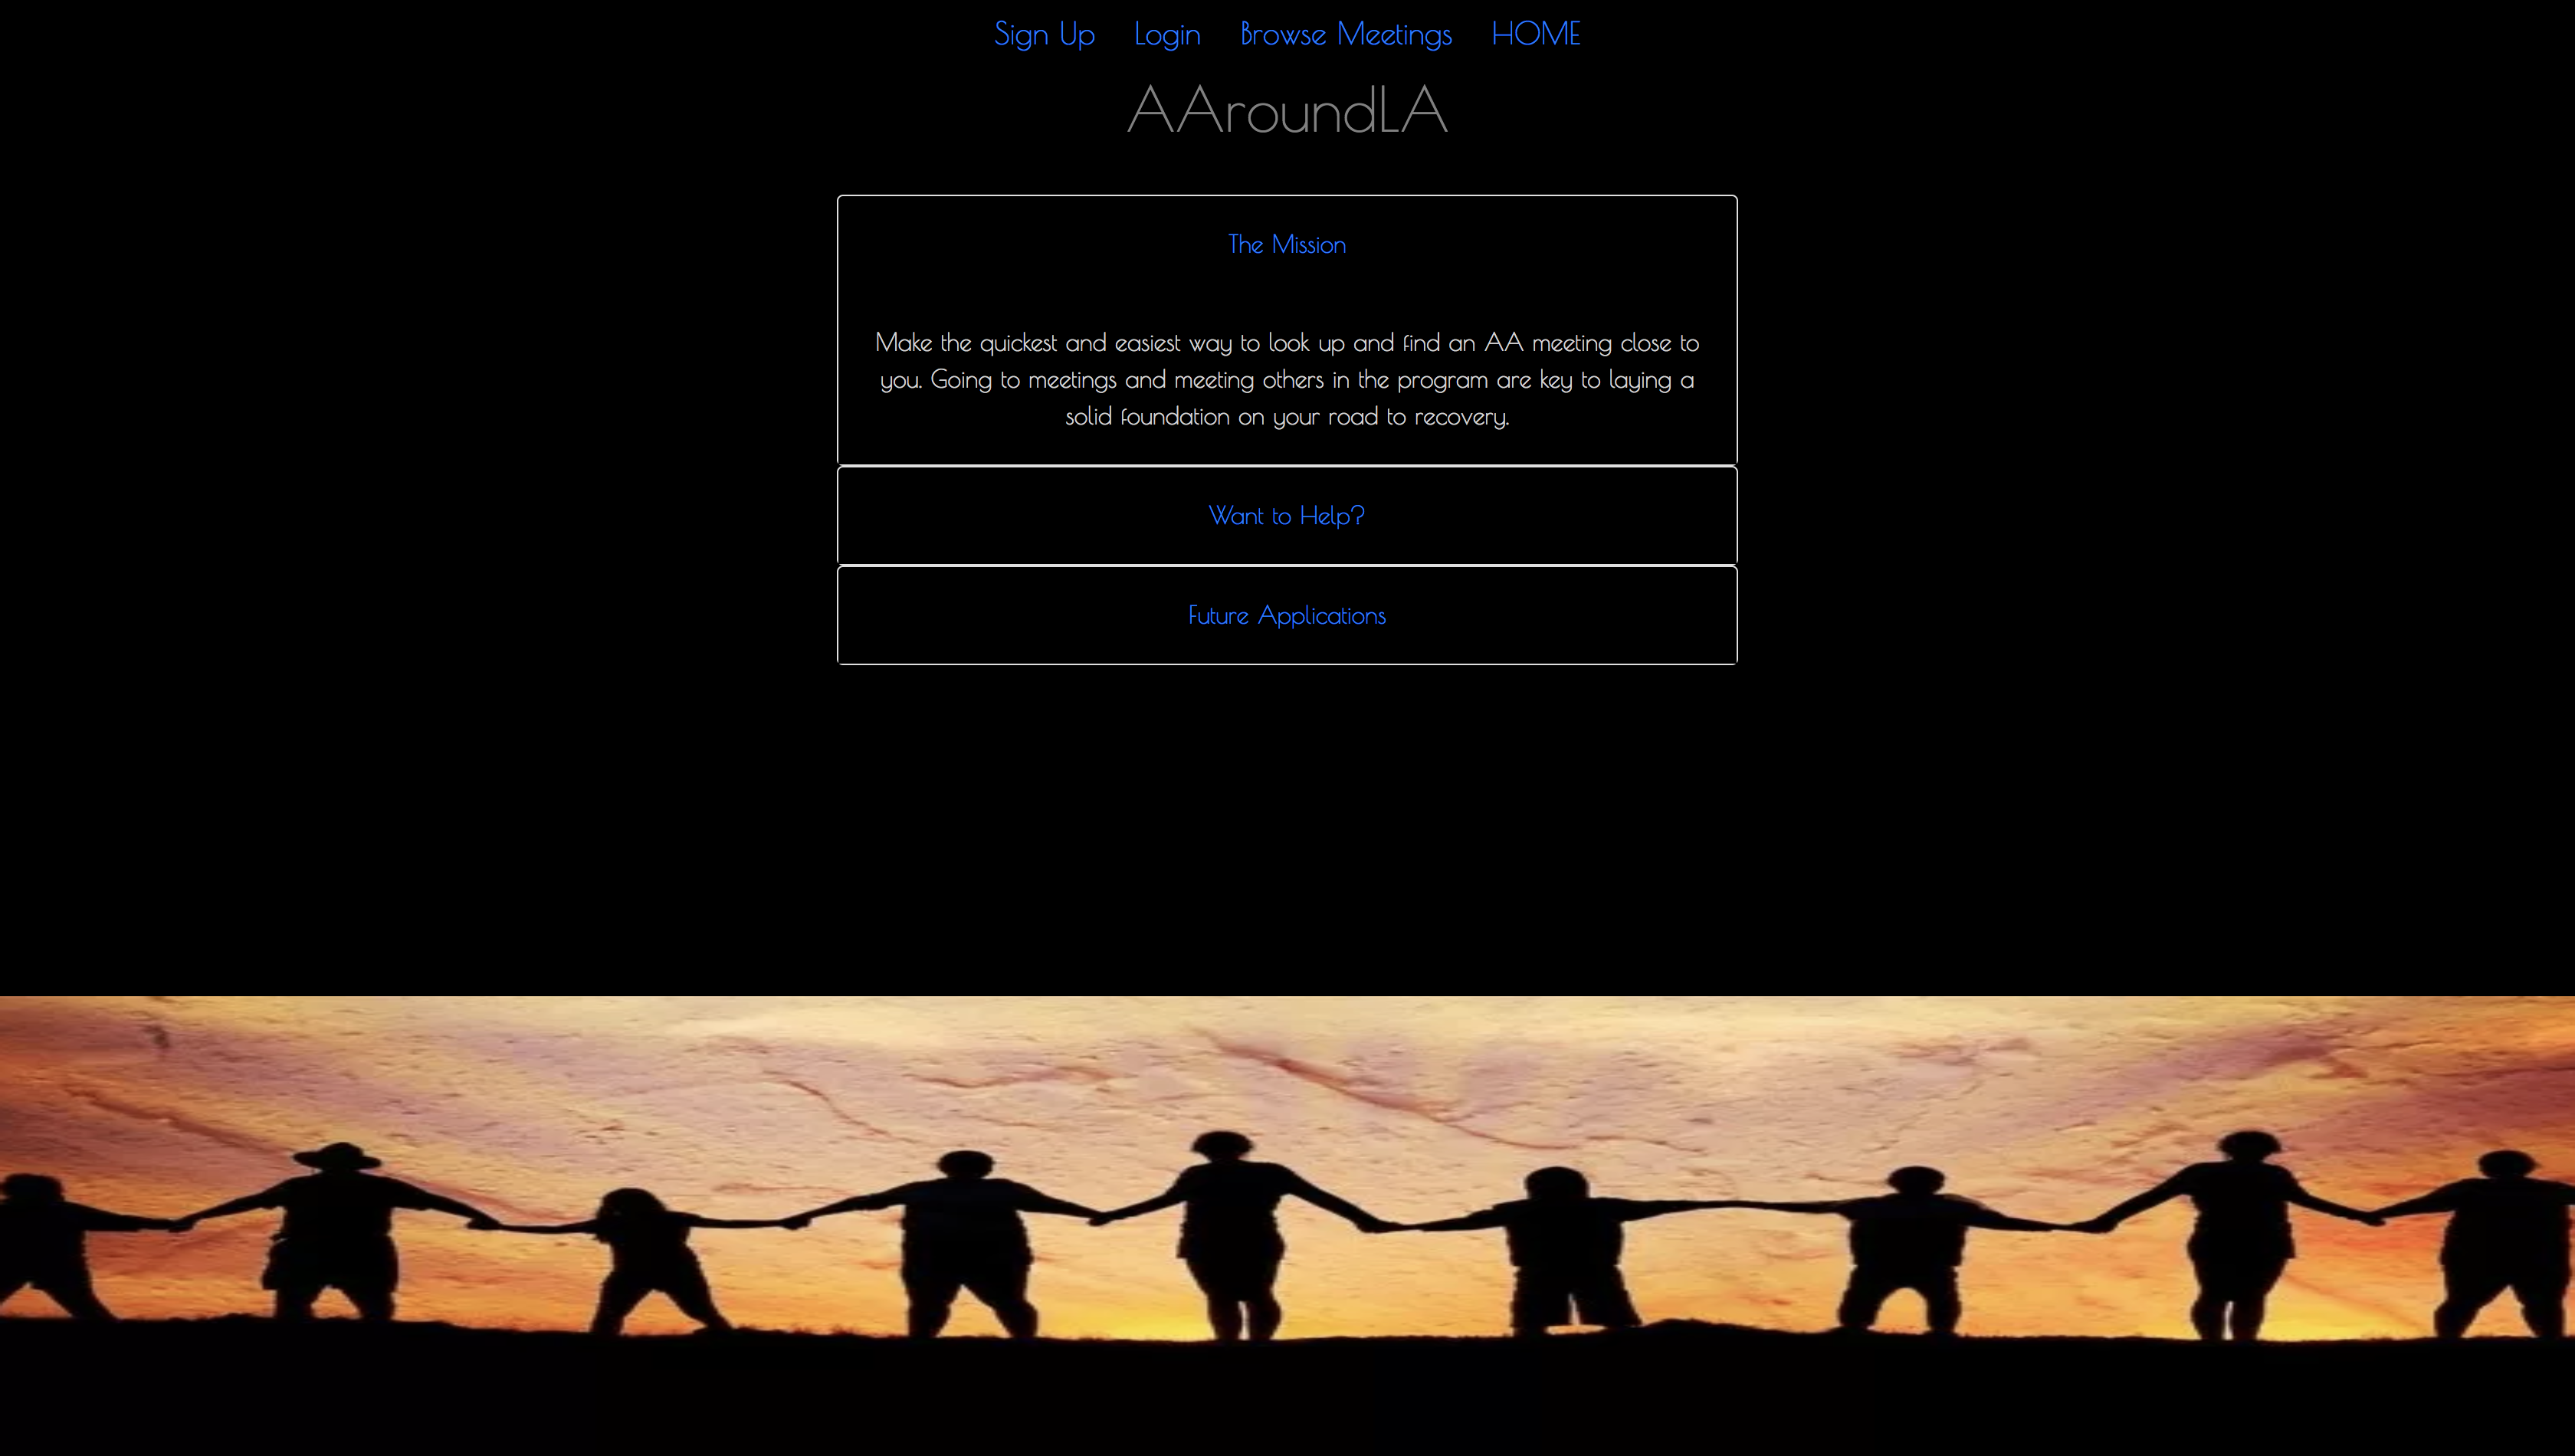 Sign Up Login Browse Meetings HOME
AAroundLA
The Mission
Make the quickest and easiest way to look up and find an AA meeting close to
you. Going to meetings and meeting others in the program are key to laying a
solid foundation on your road to recovery.
Want to Help?
Future Applications